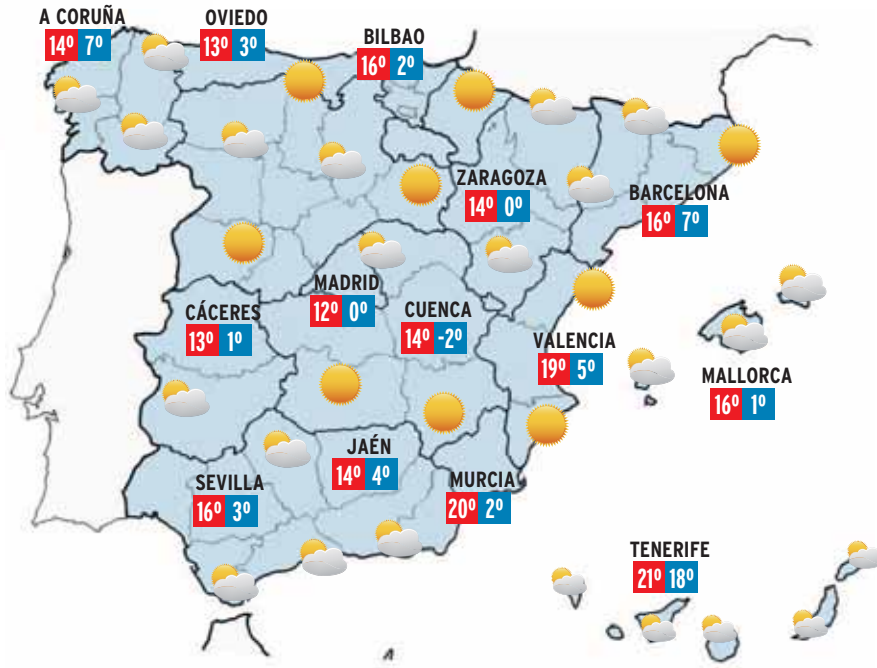 A CORUÑA
14º 7º
OVIEDO
13º 3º
BILBAO
16º 2º
ZARAGOZA
14º 0º
BARCELONA
16º 7º
MADRID
12º 0º
CÁCERES
13º 1º
CUENCA
14º -2º
VALENCIA
19º 5º
MALLORCA
16º 1º
JAÉN
14º 4º
SEVILLA
16º 3º
MURCIA
20º 2º
TENERIFE
21º 18º